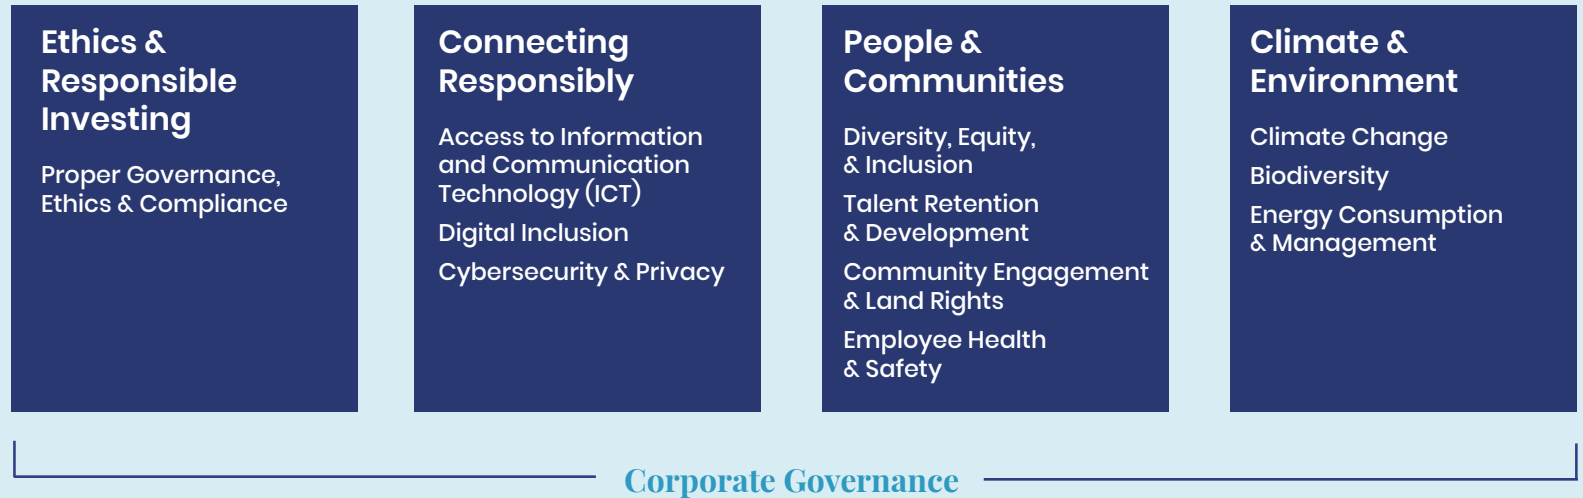 Ethics &
Responsible
Investing
Proper Governance,
Ethics & Compliance
Connecting
Responsibly
Access to Information
and Communication
Technology (ICT)
Digital Inclusion
Cybersecurity & Privacy
People &
Communities
Diversity, Equity,
& Inclusion
Talent Retention
& Development
Community Engagement
& Land Rights
Employee Health
& Safety
Climate &
Environment
Climate Change
Biodiversity
Energy Consumption
& Management
Corporate Governance